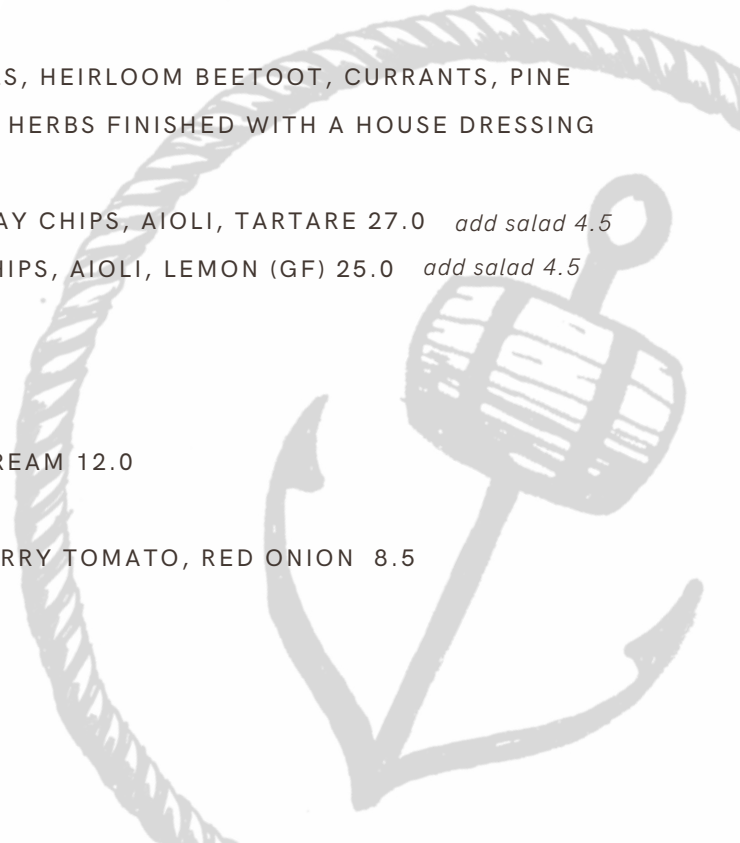 S, HEIRLOOM BEETOOT, CURRANTS, PINE
HERBS FINISHED WITH A HOUSE DRESSING
AY CHIPS, AIOLI, TARTARE 27.0 add salad 4.5
HIPS, AIOLI, LEMON (GF) 25.0 add salad 4.5
REAM 12.0
RRY TOMATO, RED ONION 8.5